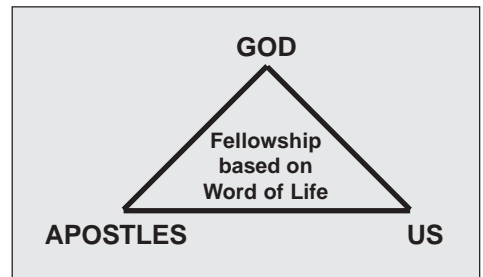 GOD
Fellowship
based on
Word of Life
APOSTLES US